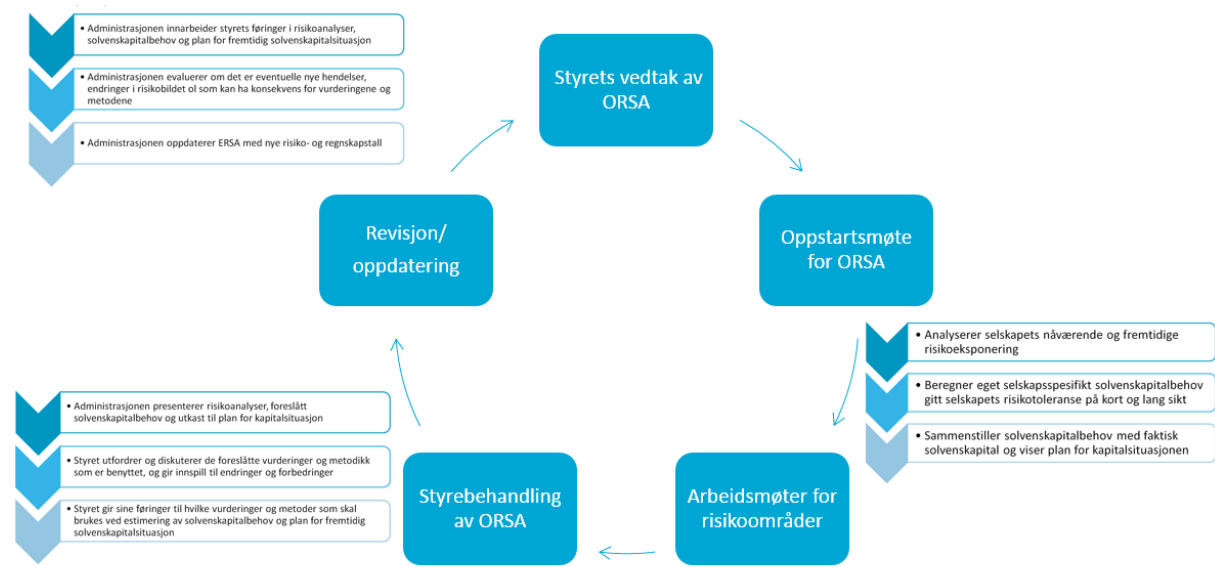 • Administrasjonen innarbeider styrets føringer i risikoanalyser,
solvenskapitalbehov og plan for fremtidig solvenskapitalsituasjon
• Administrasjonen evaluerer om det er eventuelle nye hendelser,
endringer i risikobildet ol som kan ha konsekvens for vurderingene og
metodene
• Administrasjonen oppdaterer ERSA med nye risiko- og regnskapstall
Styrets vedtak av
ORSA
Oppstartsmøte
for ORSA
• Analyserer selskapets nåværende og fremtidige
risikoeksponering
• Beregner eget selskapsspesifikt solvenskapitalbehov
gitt selskapets risikotoleranse på kort og lang sikt
• Sammenstiller solvenskapitalbehov med faktisk
solvenskapital og viser plan for kapitalsituasjonen
Arbeidsmøter for
risikoområder
Styrebehandling
av ORSA
• Administrasjonen presenterer risikoanalyser, foreslått
solvenskapitalbehov og utkast til plan for kapitalsituasjon
• Styret utfordrer og diskuterer de foreslåtte vurderinger og metodikk
som er benyttet, og gir innspill til endringer og forbedringer
• Styret gir sine føringer til hvilke vurderinger og metoder som skal
brukes ved estimering av solvenskapitalbehov og plan for fremtidig
solvenskapitalsituasjon
Revisjon/
oppdatering